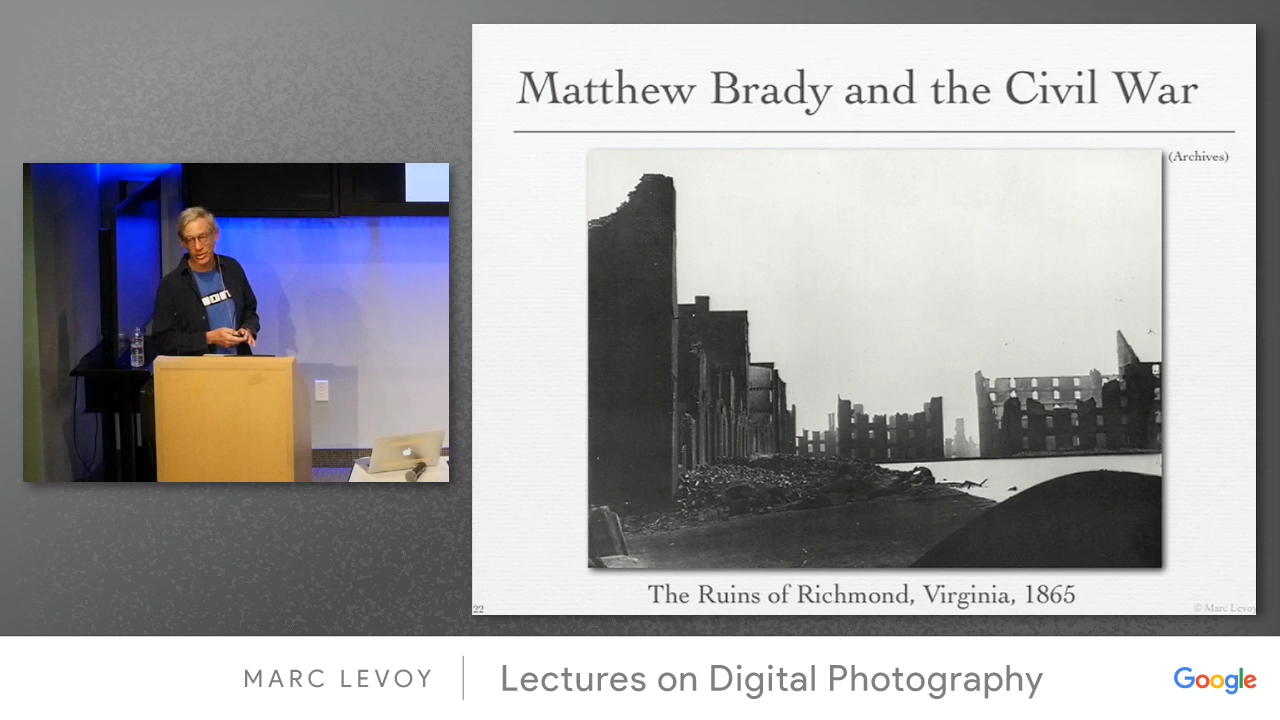 Matthew Brady and the Civil War
(Archives)
The Ruins of Richmond, Virginia, 1865
22
© Marc Levoy
MARC LEVOY
Lectures on Digital Photography
Google